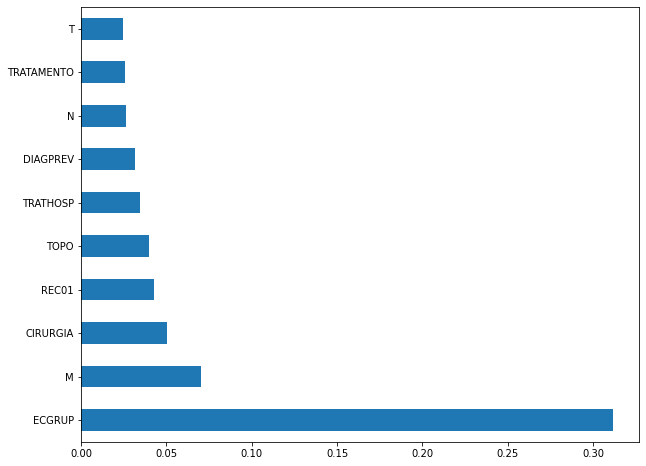 T
TRATAMENTO
N
DIAGPREV
TRATHOSP
TOPO
REC01
CIRURGIA
M
ECGRUP
0.00 0.05 0.10 0.15 0.20 0.25 0.30